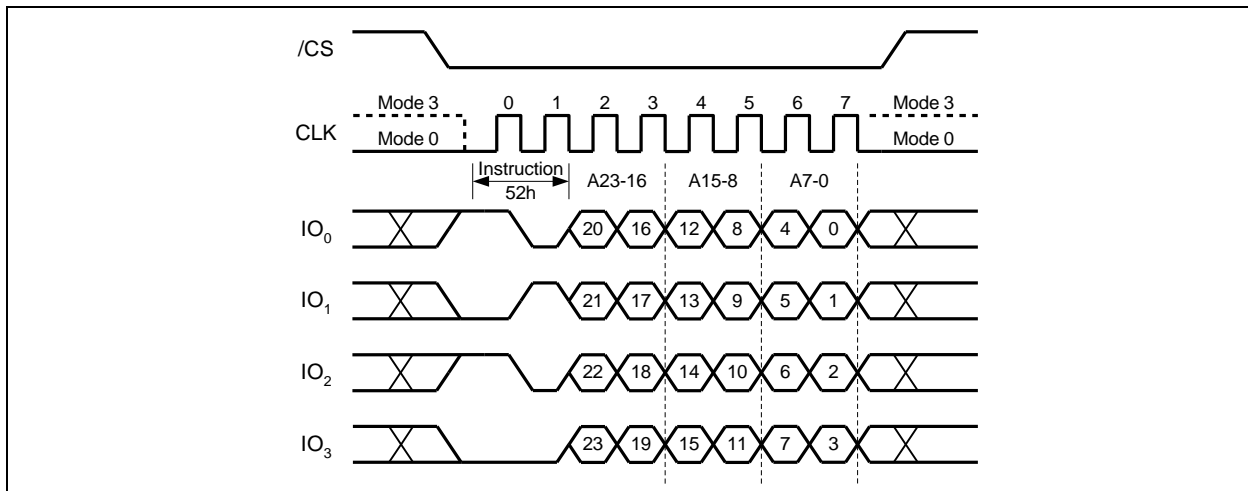 /CS
Mode 3 0 1 2 3 4 5 6 7 Mode 3
CLK
Mode 0 Mode 0
Instruction
A23-16 A15-8 A7-0
52h
IO0 20 16 12 8 4 0
IO1 21 17 13 9 5 1
IO2 22 18 14 10 6 2
IO3 23 19 15 11 7 3